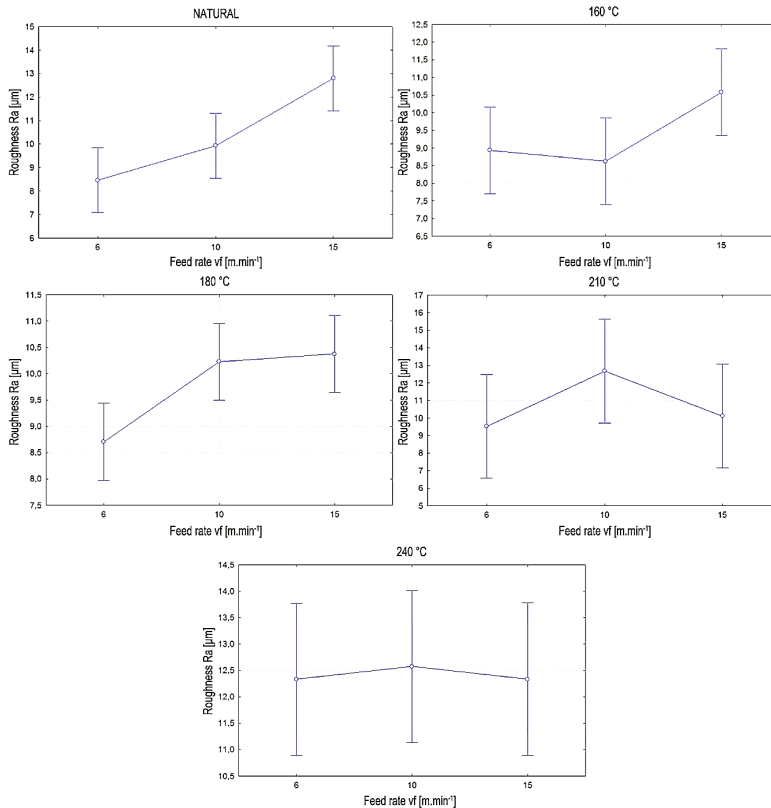 NATURAL
Roughness Ra [µm]
15
14
13
12
11
10
9
8
7
6
6 10 15
Feed rate vf [m.min⁻¹]
160 °C
Roughness Ra [µm]
12,5
12,0
11,5
11,0
10,5
10,0
9,5
9,0
8,5
8,0
7,5
7,0
6,5
6 10 15
Feed rate vf [m.min⁻¹]
180 °C
Roughness Ra [µm]
11,5
11,0
10,5
10,0
9,5
9,0
8,5
8,0
7,5
6 10 15
Feed rate vf [m.min⁻¹]
210 °C
Roughness Ra [µm]
17
16
15
14
13
12
11
10
9
8
7
6
5
6 10 15
Feed rate vf [m.min⁻¹]
240 °C
Roughness Ra [µm]
14,5
14,0
13,5
13,0
12,5
12,0
11,5
11,0
10,5
6 10 15
Feed rate vf [m.min⁻¹]